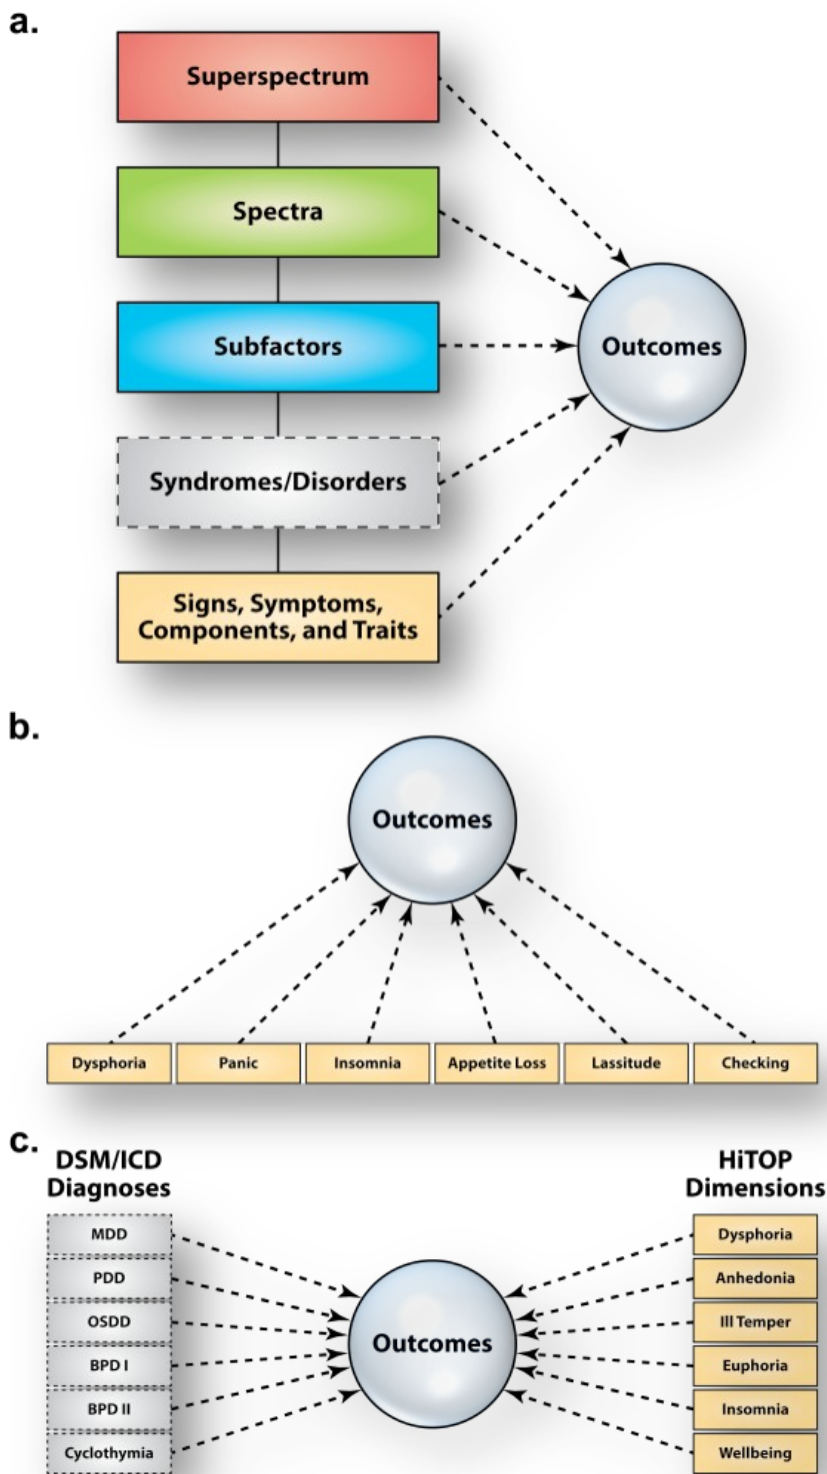 a.
Superspectrum
Spectra
Subfactors
Outcomes
Syndromes/Disorders
Signs, Symptoms,
Components, and Traits
b.
Outcomes
Dysphoria
Panic
Insomnia
Appetite Loss
Lassitude
Checking
c.
DSM/ICD
Diagnoses
MDD
PDD
OSDD
BPD I
BPD II
Cyclothymia
Outcomes
HiTOP
Dimensions
Dysphoria
Anhedonia
Ill Temper
Euphoria
Insomnia
Wellbeing